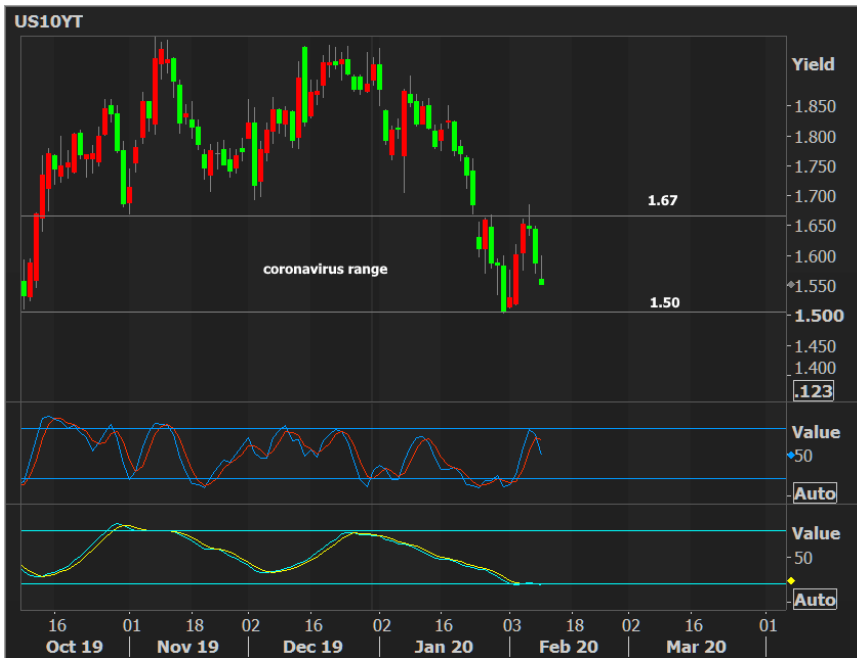 US10YT
Yield
1.850
1.800
1.750
1.700
1.67
1.650
1.600
coronavirus range
1.550
1.50
1.500
1.450
1.400
.123
Value
50
Auto
Value
50
Auto
16 01 18 02 16 02 16 03 18 02 16 01
Oct 19 Nov 19 Dec 19 Jan 20 Feb 20 Mar 20